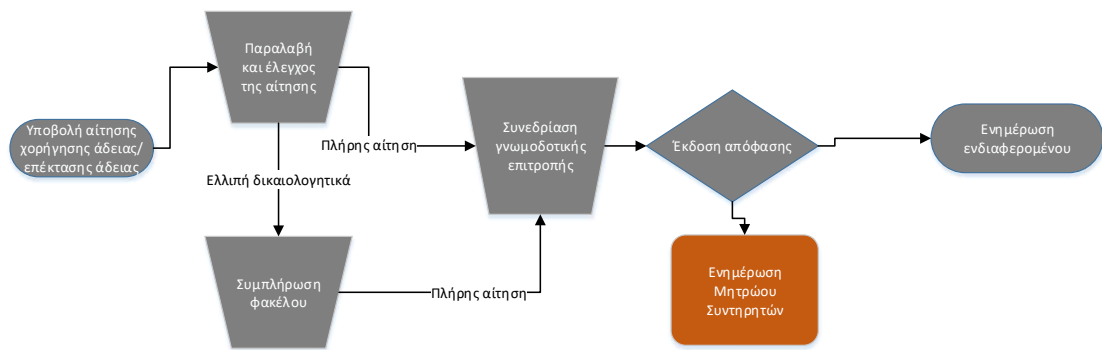 Υποβολή αίτησης
χορήγησης άδειας/
επέκτασης άδειας
Παραλαβή
και έλεγχος
της αίτησης
Πλήρης αίτηση
Ελλιπή δικαιολογητικά
Συμπλήρωση
φακέλου
Πλήρης αίτηση
Συνεδρίαση
γνωμοδοτικής
επιτροπής
Έκδοση απόφασης
Ενημέρωση
ενδιαφερομένου
Ενημέρωση
Μητρώου
Συντηρητών